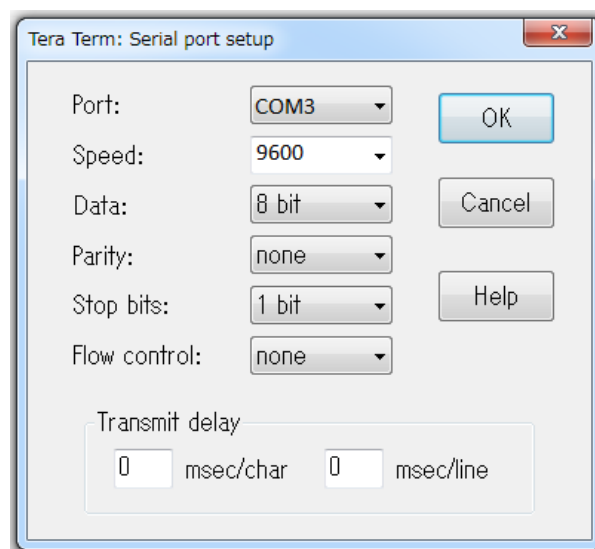 Tera Term: Serial port setup
Port: COM3 OK
Speed: 9600
Data: 8 bit Cancel
Parity: none
Stop bits: 1 bit Help
Flow control: none
Transmit delay
0 msec/char 0 msec/line